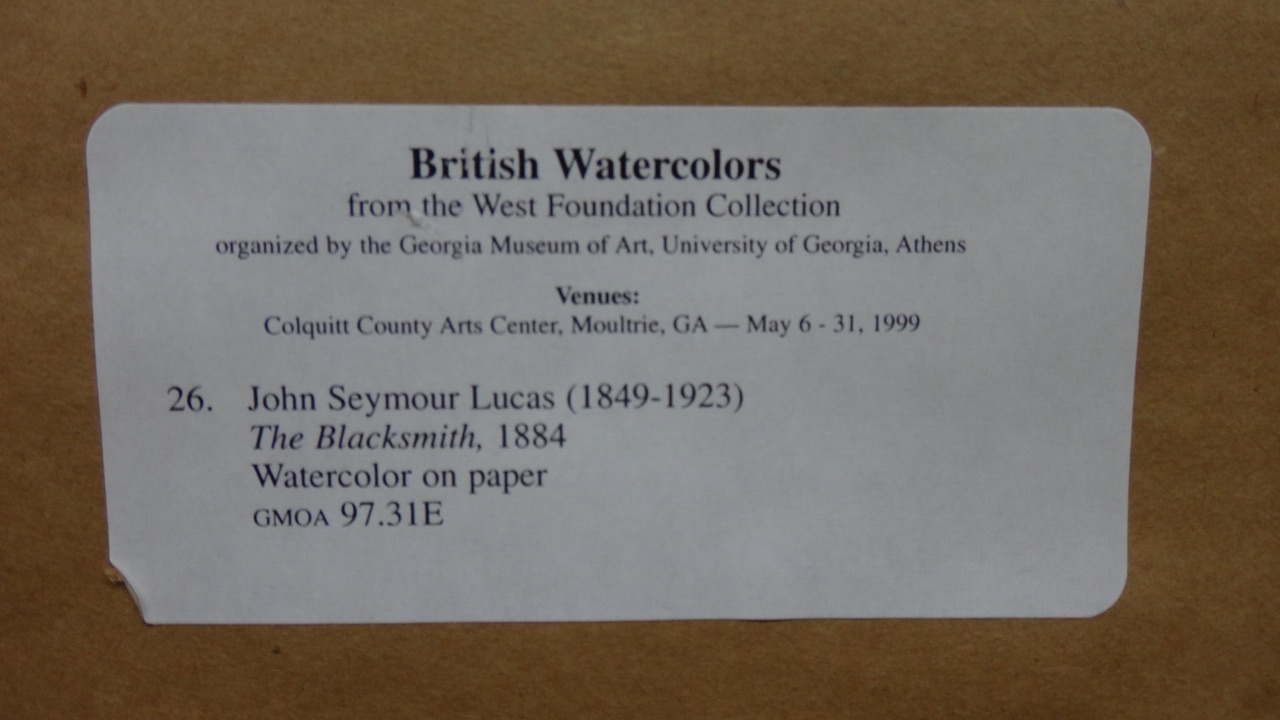 British Watercolors
from the West Foundation Collection
organized by the Georgia Museum of Art, University of Georgia, Athens
Venues:
Colquitt County Arts Center, Moultrie, GA — May 6 - 31, 1999
26. John Seymour Lucas (1849-1923)
The Blacksmith, 1884
Watercolor on paper
GMOA 97.31E